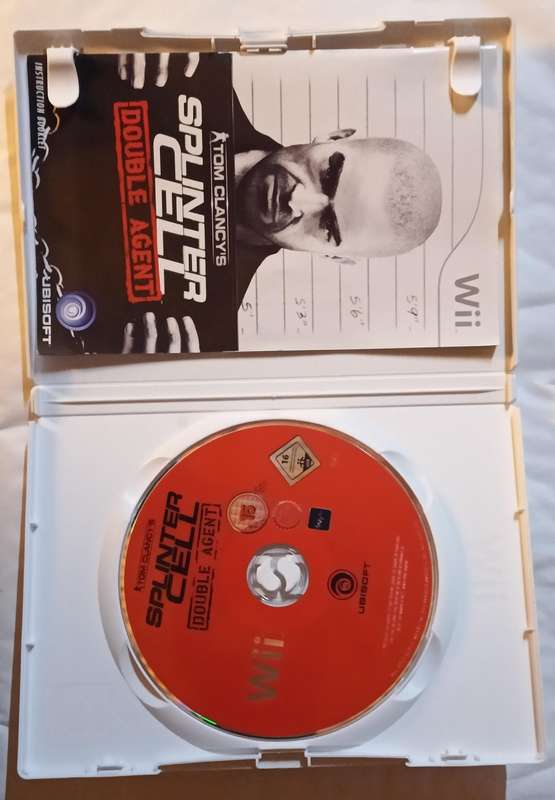 INSTRUCTION BOOKLET
TOM CLANCY'S
SPLINTER
CELL
DOUBLE AGENT
UBISOFT
Wii
5'9"
5'6"
5'3"
5'
TOM CLANCY'S
SPLINTER
CELL
DOUBLE AGENT
16
UBISOFT
Wii